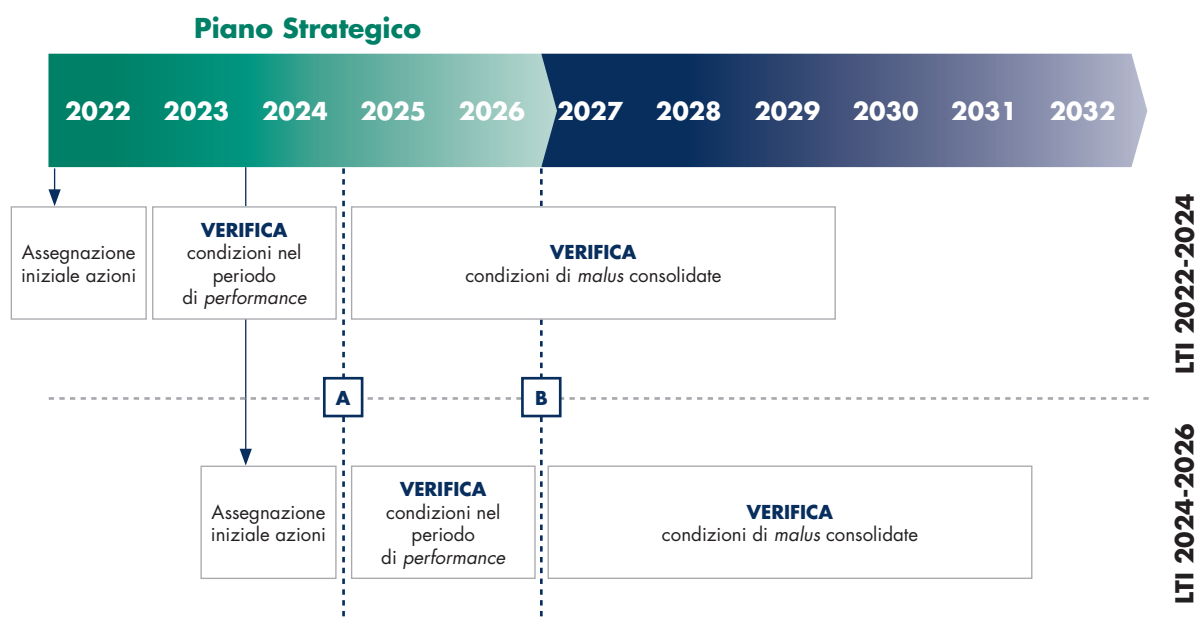 Piano Strategico
2022 2023 2024 2025 2026 2027 2028 2029 2030 2031 2032
Assegnazione
iniziale azioni
VERIFICA
condizioni nel
periodo
di performance
VERIFICA
condizioni di malus consolidate
LTI 2022-2024
A
B
Assegnazione
iniziale azioni
VERIFICA
condizioni nel
periodo
di performance
VERIFICA
condizioni di malus consolidate
LTI 2024-2026